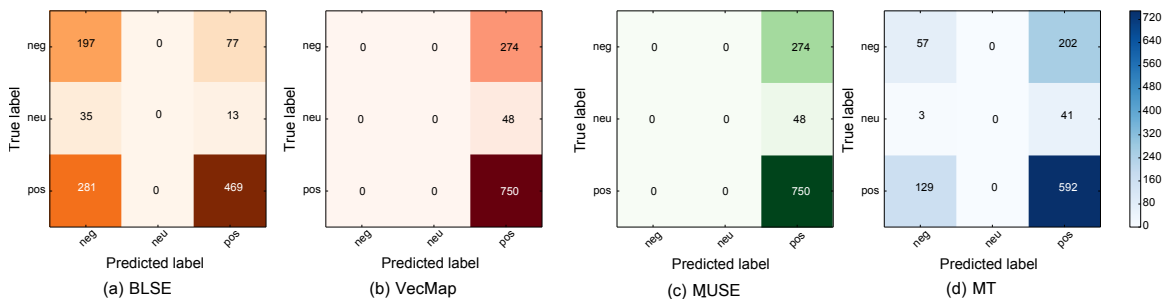 True label
neg
neu
pos
197 0 77
35 0 13
281 0 469
neg neu pos
Predicted label
(a) BLSE
True label
neg
neu
pos
0 0 274
0 0 48
0 0 750
neg neu pos
Predicted label
(b) VecMap
True label
neg
neu
pos
0 0 274
0 0 48
0 0 750
neg neu pos
Predicted label
(c) MUSE
True label
neg
neu
pos
57 0 202
3 0 41
129 0 592
neg neu pos
Predicted label
(d) MT
720
640
560
480
400
320
240
160
80
0